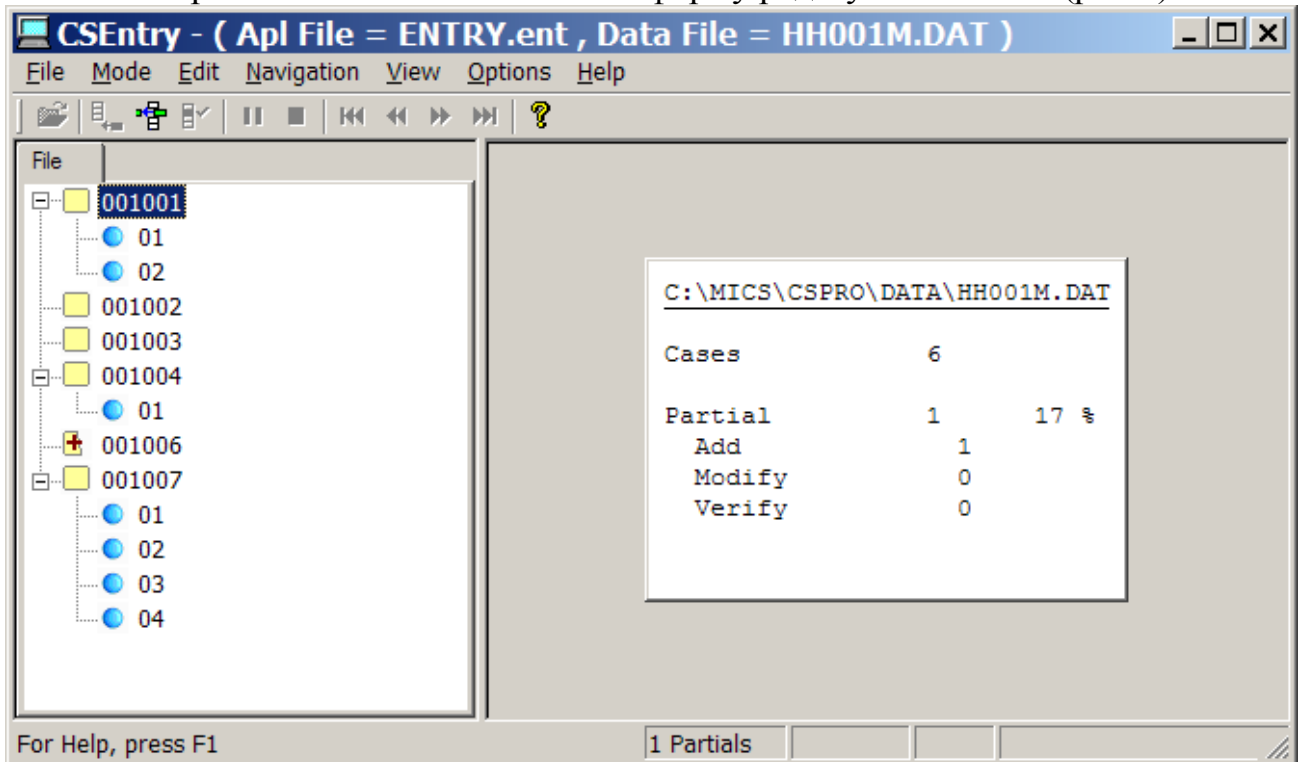 CSEntry - ( Apl File = ENTRY.ent , Data File = HH001M.DAT )
File Mode Edit Navigation View Options Help
File
001001
01
02
001002
001003
001004
01
001006
001007
01
02
03
04
C:\MICS\CSPRO\DATA\HH001M.DAT
Cases 6
Partial 1 17 %
Add 1
Modify 0
Verify 0
For Help, press F1 1 Partials